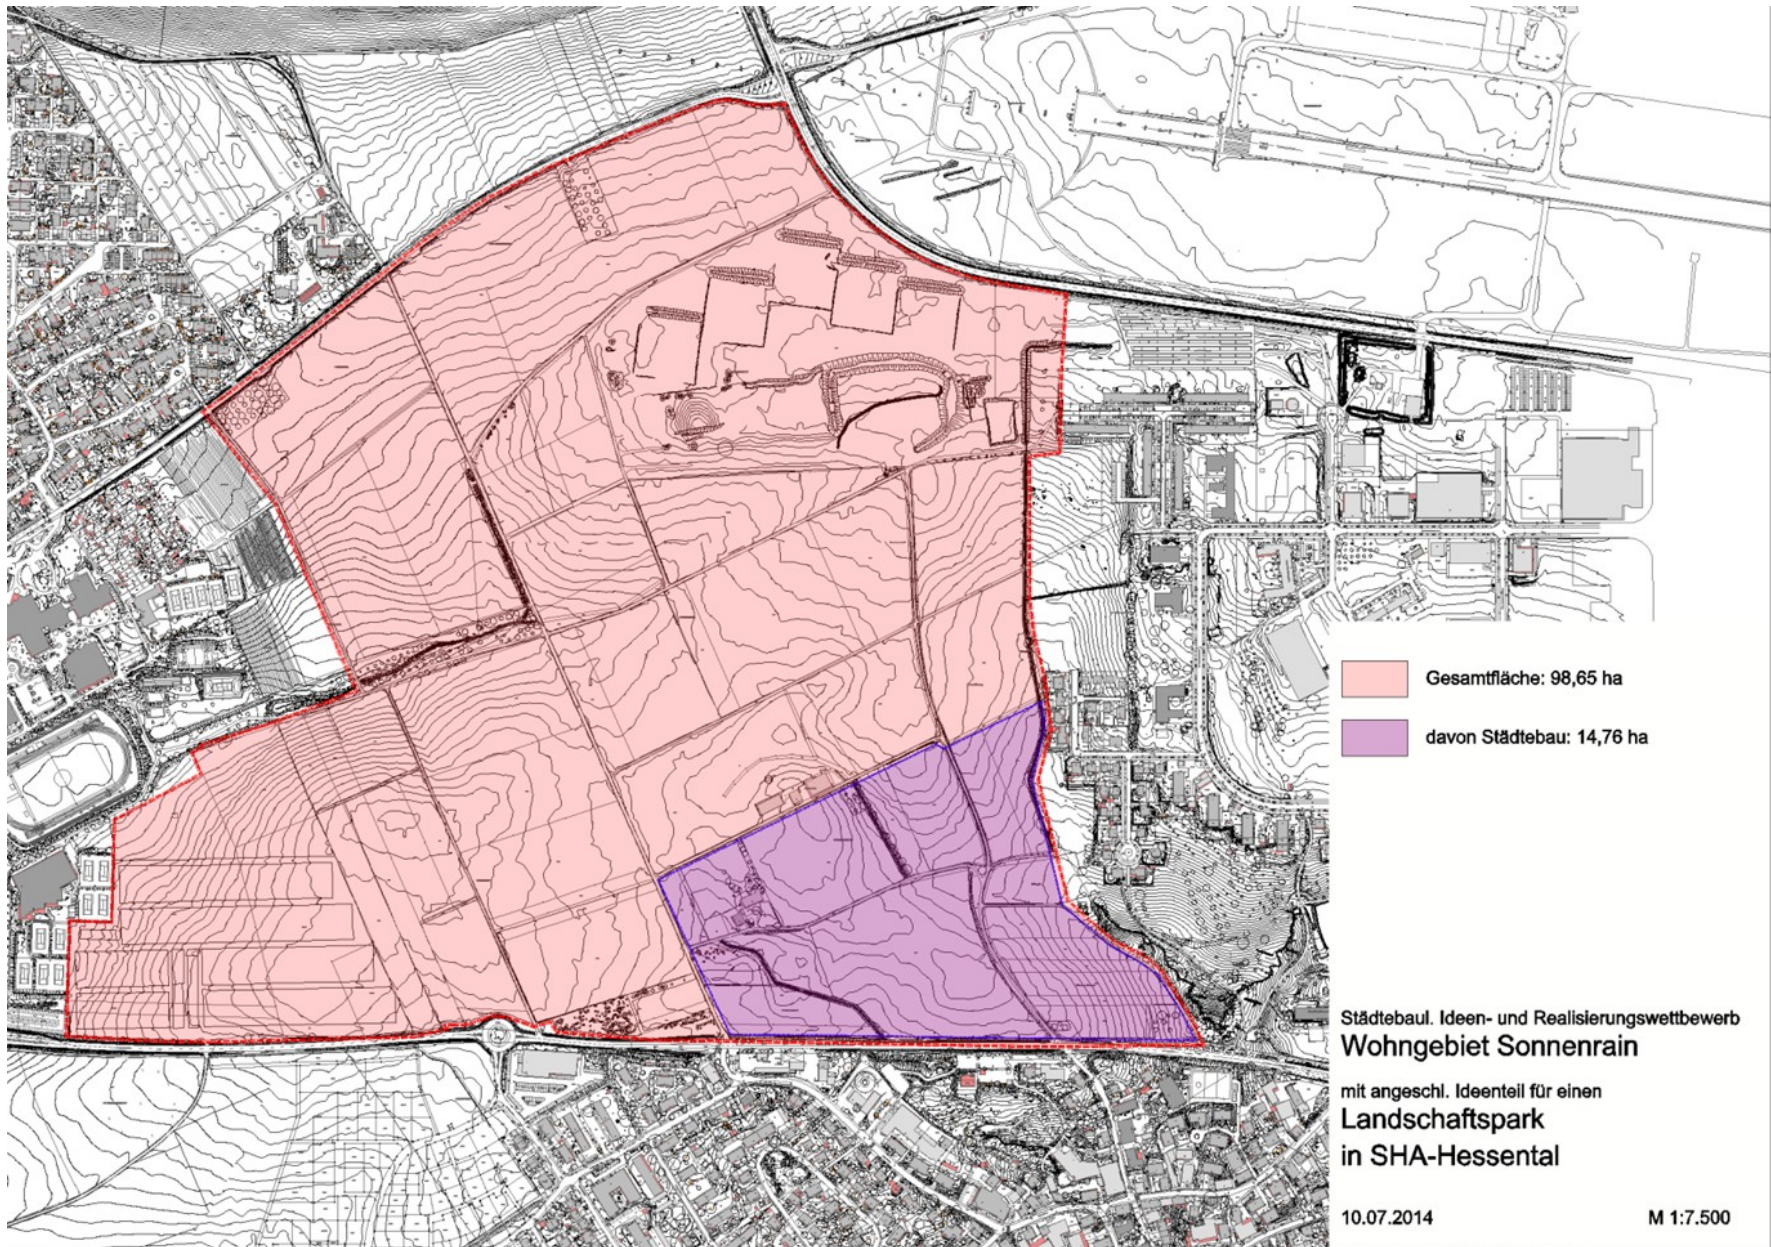 Gesamtfläche: 98,65 ha
davon Städtebau: 14,76 ha
Städtebaul. Ideen- und Realisierungswettbewerb
Wohngebiet Sonnenrain
mit angeschl. Ideenteil für einen
Landschaftspark
in SHA-Hessental
10.07.2014 M 1:7.500